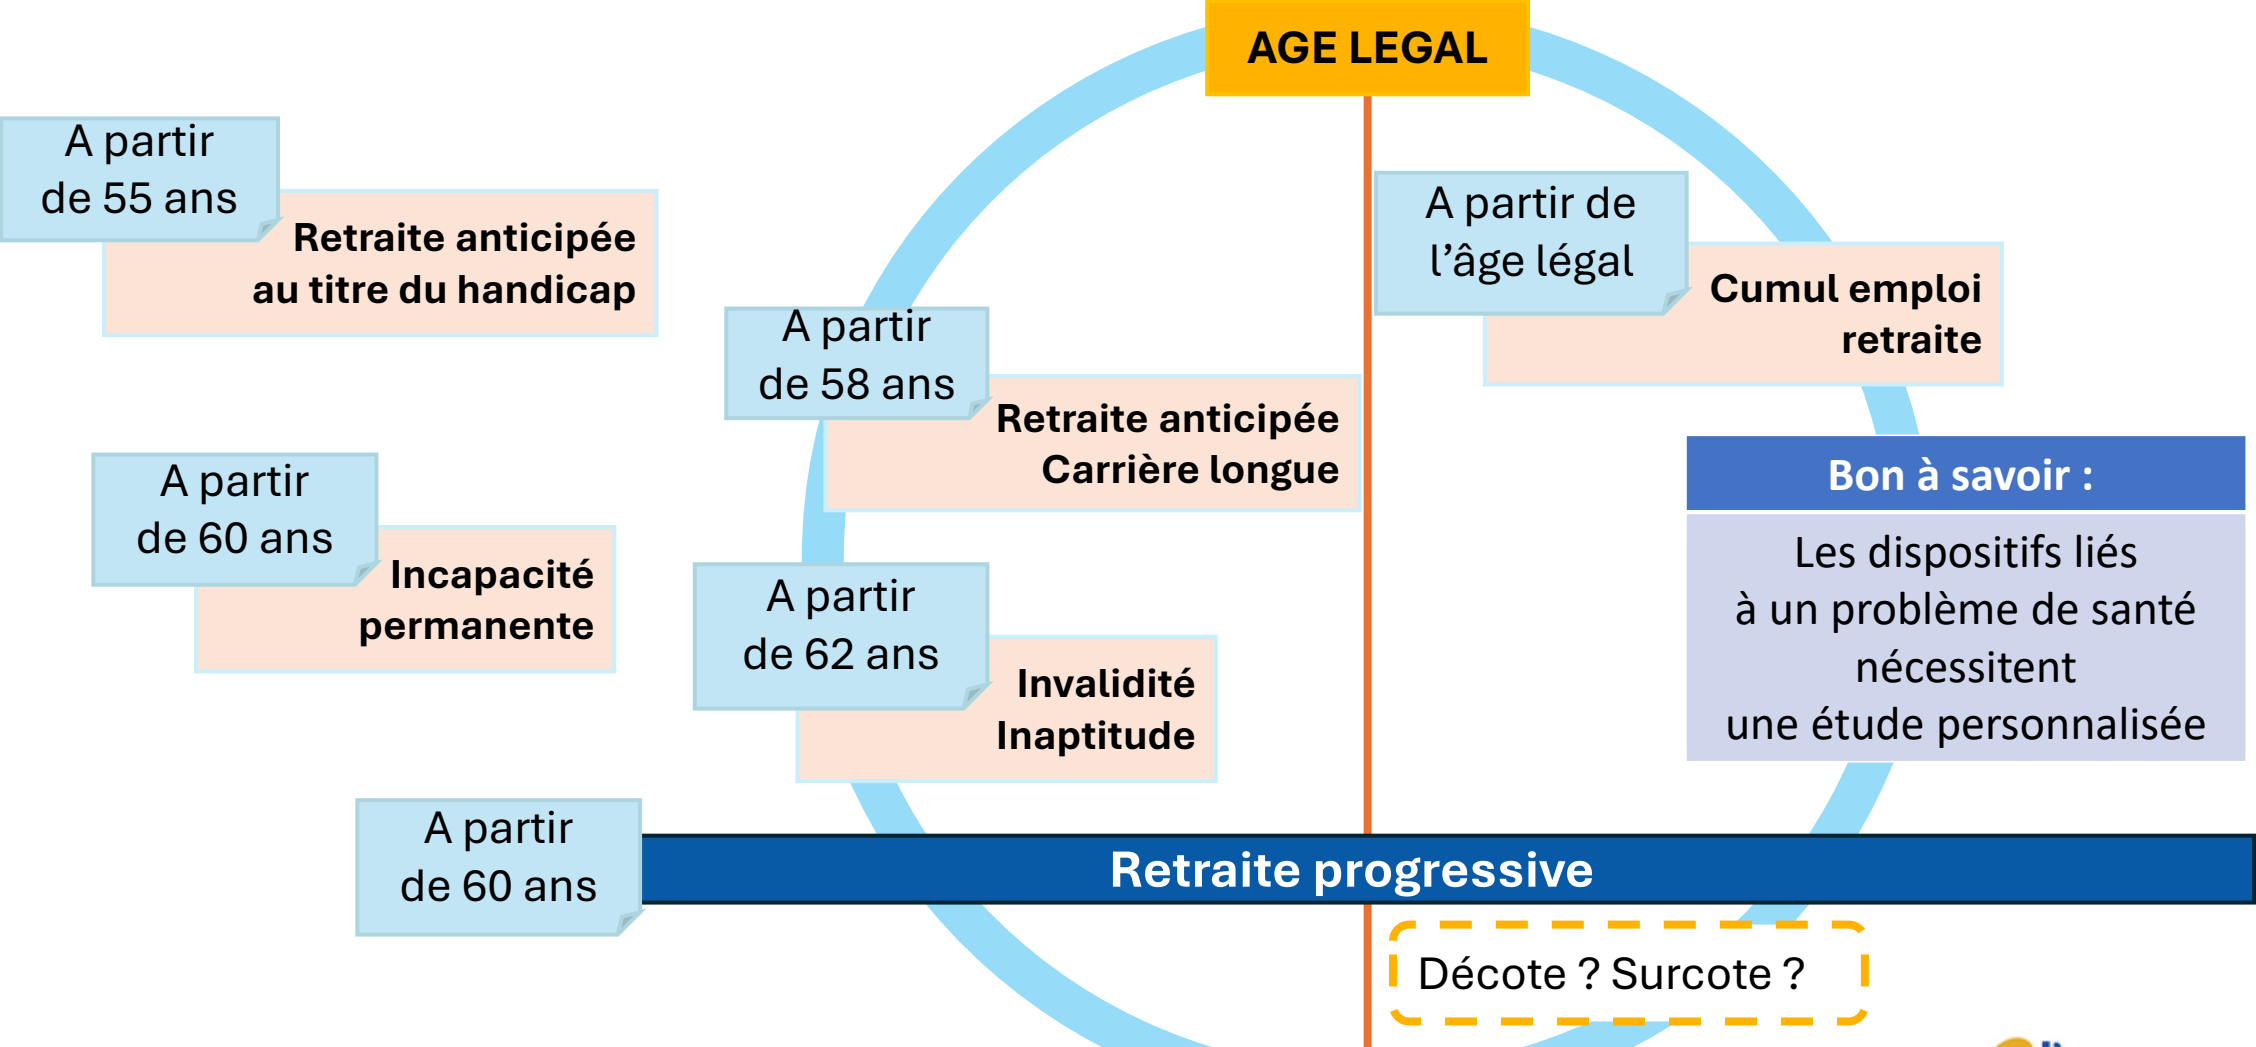 AGE LEGAL
A partir
de 55 ans
Retraite anticipée
au titre du handicap
A partir de
l’âge légal
Cumul emploi
retraite
A partir
de 58 ans
Retraite anticipée
Carrière longue
A partir
de 60 ans
Incapacité
permanente
Bon à savoir :
Les dispositifs liés
à un problème de santé
nécessitent
une étude personnalisée
A partir
de 62 ans
Invalidité
Inaptitude
A partir
de 60 ans
Retraite progressive
Décote ? Surcote ?